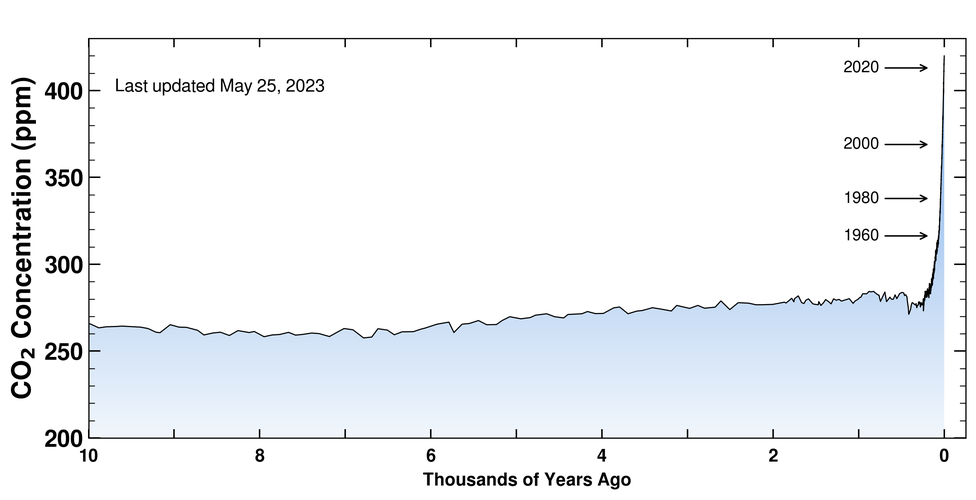 Last updated May 25, 2023
CO2 Concentration (ppm)
400
350
300
250
200
2020
2000
1980
1960
10 8 6 4 2 0
Thousands of Years Ago